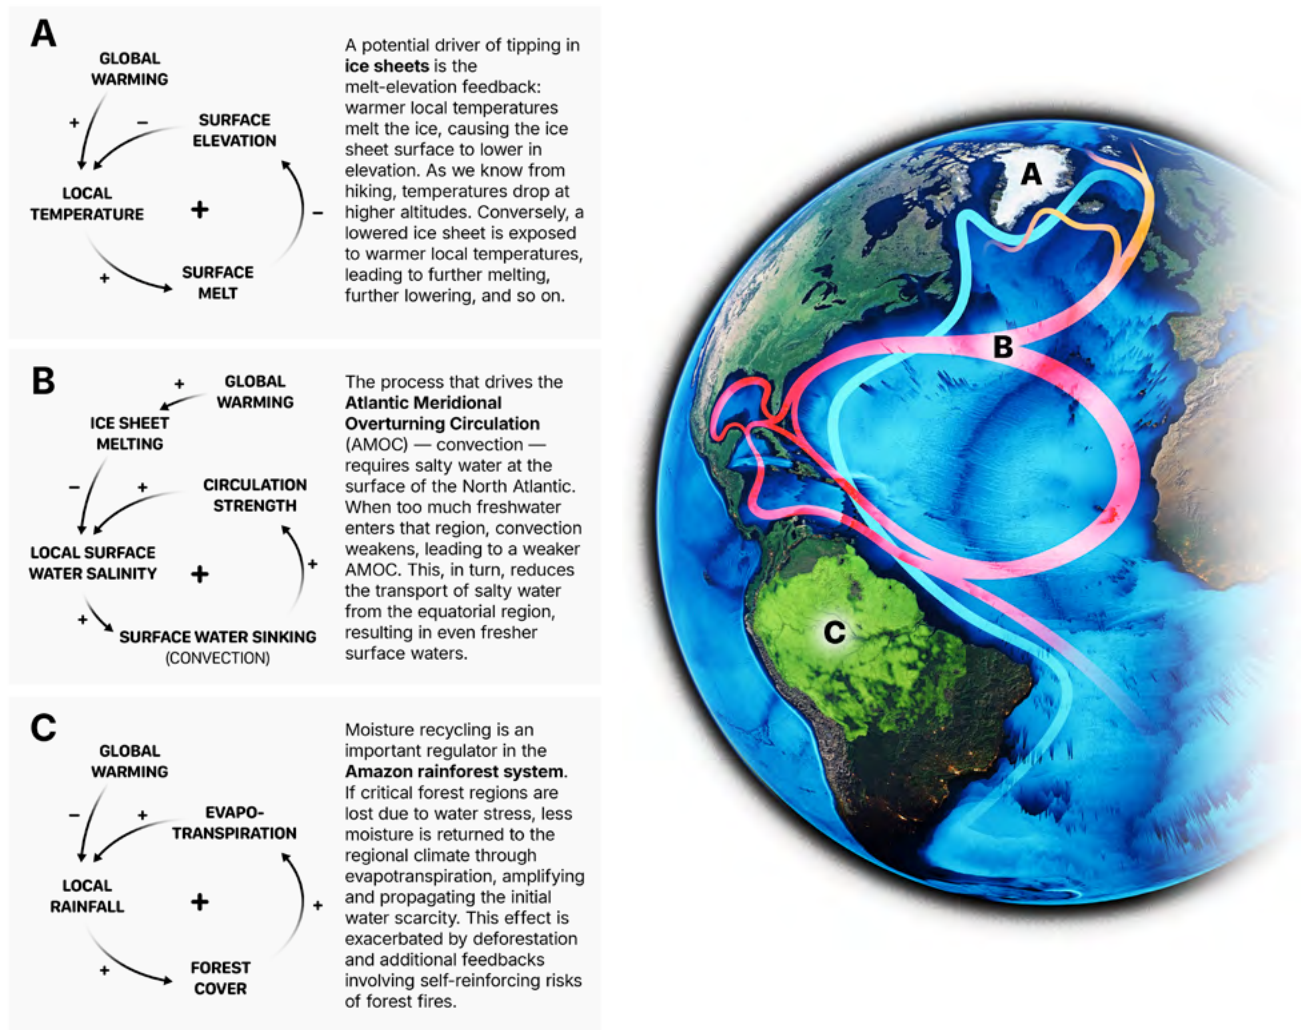 A
GLOBAL
WARMING
+
−
SURFACE
ELEVATION
LOCAL
TEMPERATURE
+
−
+
SURFACE
MELT
A potential driver of tipping in
ice sheets is the
melt-elevation feedback:
warmer local temperatures
melt the ice, causing the ice
sheet surface to lower in
elevation. As we know from
hiking, temperatures drop at
higher altitudes. Conversely, a
lowered ice sheet is exposed
to warmer local temperatures,
leading to further melting,
further lowering, and so on.
B
+
GLOBAL
WARMING
ICE SHEET
MELTING
−
+
CIRCULATION
STRENGTH
LOCAL SURFACE
WATER SALINITY
+
+
+
SURFACE WATER SINKING
(CONVECTION)
The process that drives the
Atlantic Meridional
Overturning Circulation
(AMOC) — convection —
requires salty water at the
surface of the North Atlantic.
When too much freshwater
enters that region, convection
weakens, leading to a weaker
AMOC. This, in turn, reduces
the transport of salty water
from the equatorial region,
resulting in even fresher
surface waters.
C
GLOBAL
WARMING
−
+
EVAPO-
TRANSPIRATION
LOCAL
RAINFALL
+
+
+
FOREST
COVER
Moisture recycling is an
important regulator in the
Amazon rainforest system.
If critical forest regions are
lost due to water stress, less
moisture is returned to the
regional climate through
evapotranspiration, amplifying
and propagating the initial
water scarcity. This effect is
exacerbated by deforestation
and additional feedbacks
involving self-reinforcing risks
of forest fires.
A
B
C